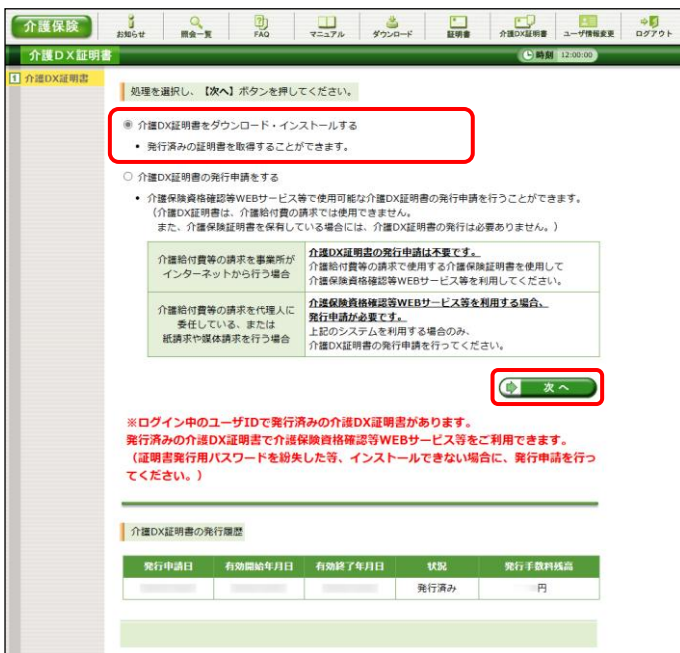 介護保険
お知らせ
照会一覧
FAQ
マニュアル
ダウンロード
証明書
介護DX証明書
ユーザ情報変更
ログアウト
介護DX証明書
時刻 12:00:00
1 介護DX証明書
処理を選択し、【次へ】ボタンを押してください。
介護DX証明書をダウンロード・インストールする
• 発行済みの証明書を取得することができます。
介護DX証明書の発行申請をする
• 介護保険資格確認等WEBサービス等で使用可能な介護DX証明書の発行申請を行うことができます。
（介護DX証明書は、介護給付費の請求では使用できません。
また、介護保険証明書を保有している場合には、介護DX証明書の発行は必要ありません。）
介護給付費等の請求を事業所が
インターネットから行う場合
介護DX証明書の発行申請は不要です。
介護給付費等の請求で使用する介護保険証明書を使用して
介護保険資格確認等WEBサービス等を利用してください。
介護給付費等の請求を代理人に
委任している、または
紙請求や媒体請求を行う場合
介護保険資格確認等WEBサービス等を利用する場合、
発行申請が必要です。
上記のシステムを利用する場合のみ、
介護DX証明書の発行申請を行ってください。
次へ
※ログイン中のユーザIDで発行済みの介護DX証明書があります。
発行済みの介護DX証明書で介護保険資格確認等WEBサービス等をご利用できます。
（証明書発行用パスワードを紛失した等、インストールできない場合に、発行申請を行っ
てください。）
介護DX証明書の発行履歴
発行申請日 有効開始年月日 有効終了年月日 状況 発行手数料残高
発行済み 円